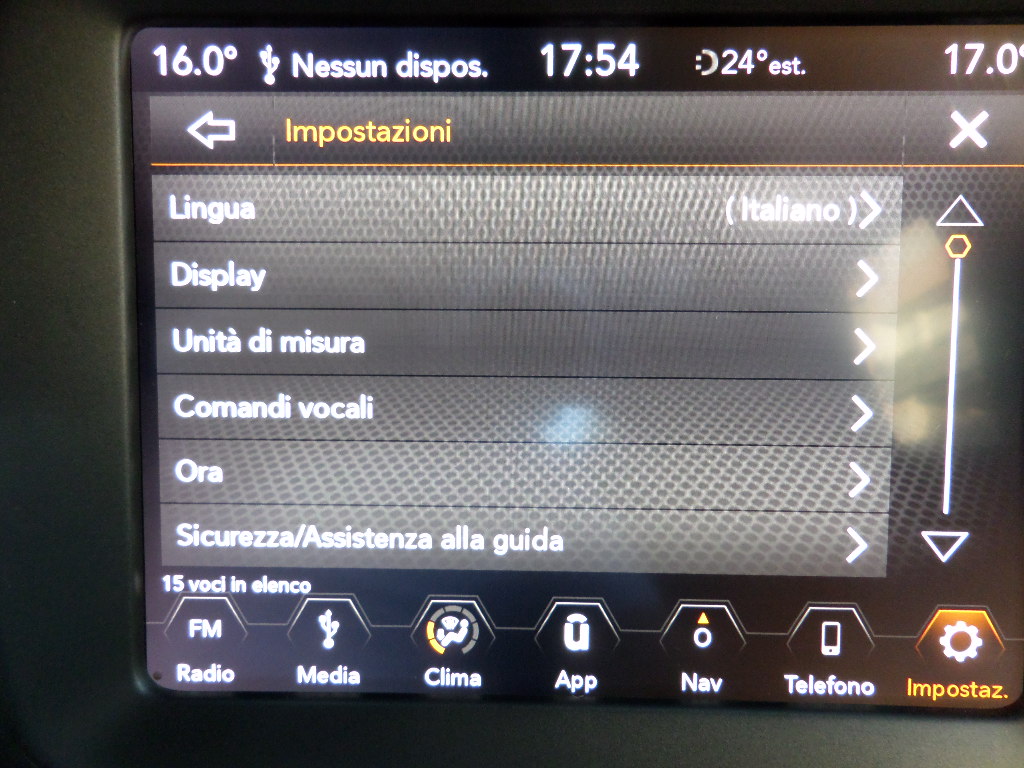 16.0° Nessun dispos. 17:54 24° est. 17.0°
Impostazioni
Lingua ( Italiano )
Display
Unità di misura
Comandi vocali
Ora
Sicurezza/Assistenza alla guida
15 voci in elenco
FM
Radio Media Clima App Nav Telefono Impostaz.